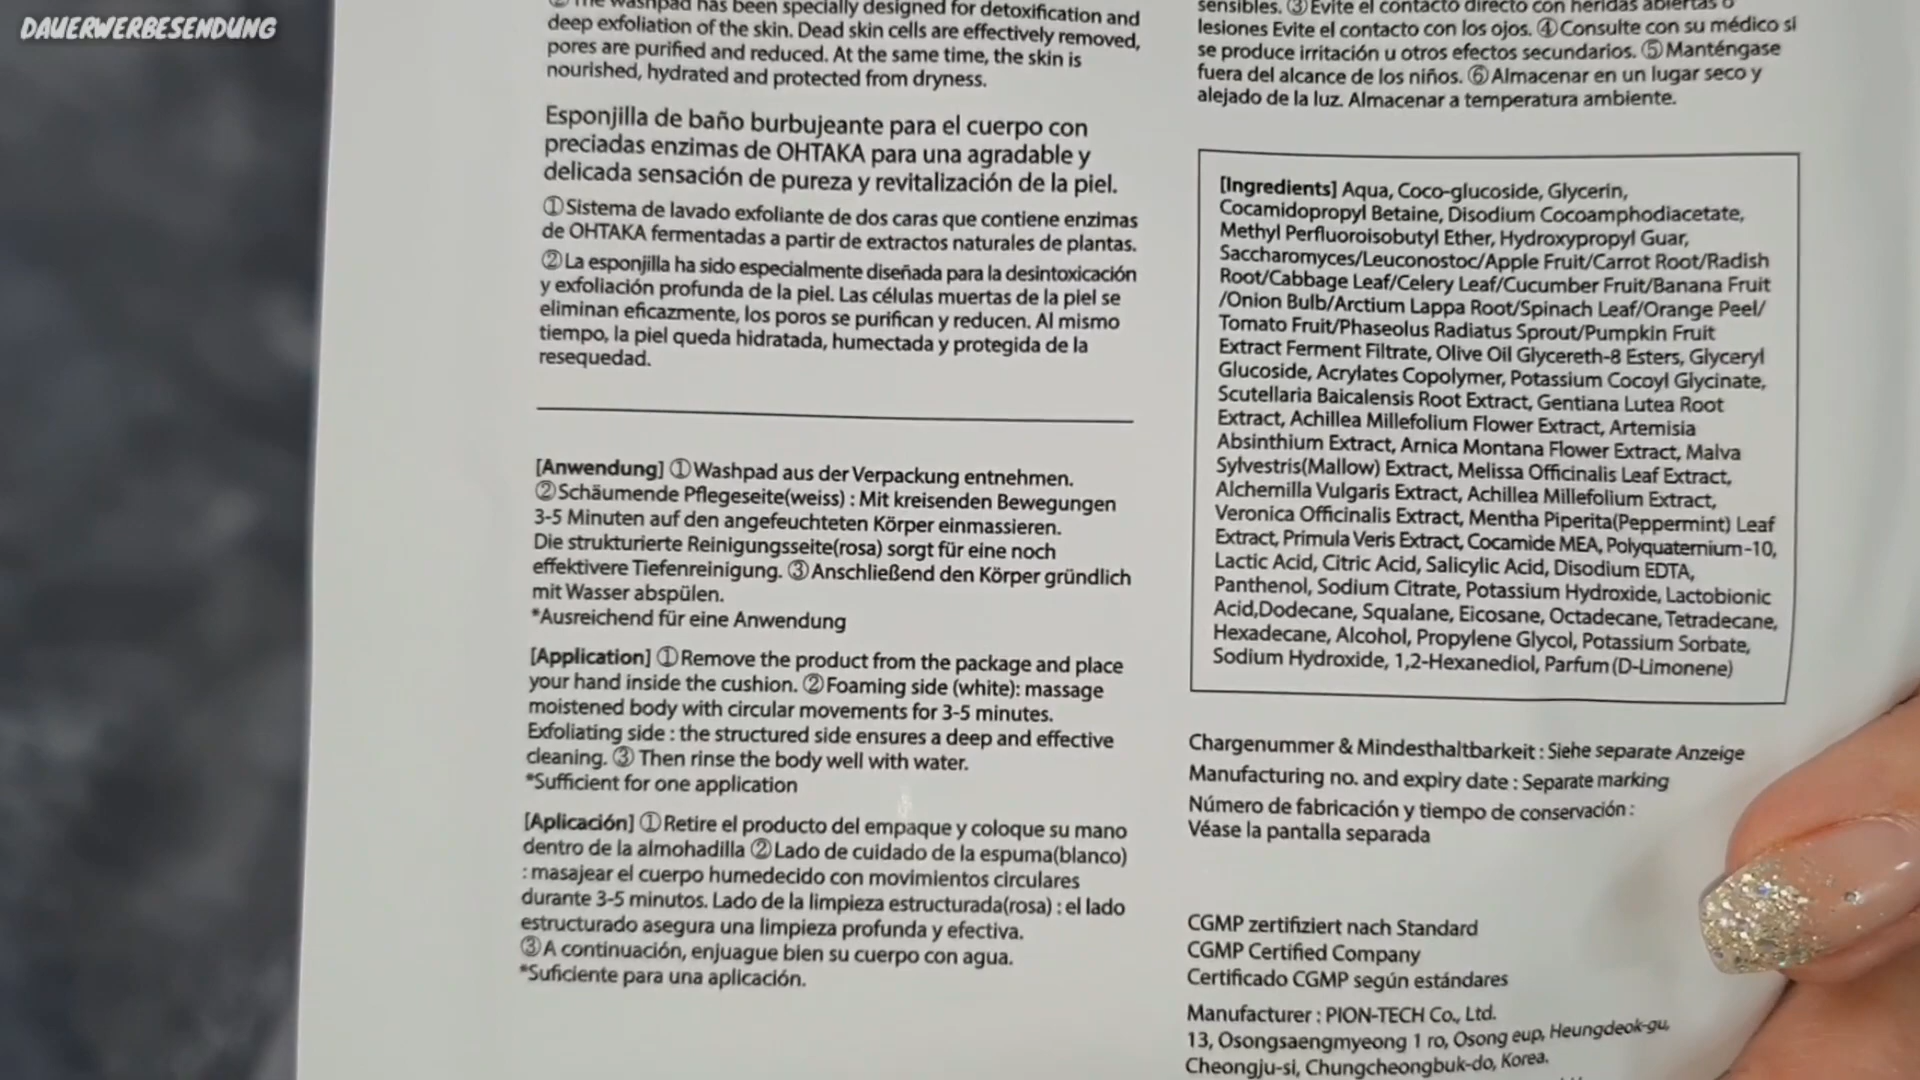 DAUERWERBESENDUNG
② The washpad has been specially designed for detoxification and
deep exfoliation of the skin. Dead skin cells are effectively removed,
pores are purified and reduced. At the same time, the skin is
nourished, hydrated and protected from dryness.
Esponjilla de baño burbujeante para el cuerpo con
preciadas enzimas de OHTAKA para una agradable y
delicada sensación de pureza y revitalización de la piel.
①Sistema de lavado exfoliante de dos caras que contiene enzimas
de OHTAKA fermentadas a partir de extractos naturales de plantas.
②La esponjilla ha sido especialmente diseñada para la desintoxicación
y exfoliación profunda de la piel. Las células muertas de la piel se
eliminan eficazmente, los poros se purifican y reducen. Al mismo
tiempo, la piel queda hidratada, humectada y protegida de la
resequedad.
[Anwendung] ①Washpad aus der Verpackung entnehmen.
②Schäumende Pflegeseite(weiss) : Mit kreisenden Bewegungen
3-5 Minuten auf den angefeuchteten Körper einmassieren.
Die strukturierte Reinigungsseite(rosa) sorgt für eine noch
effektivere Tiefenreinigung. ③Anschließend den Körper gründlich
mit Wasser abspülen.
*Ausreichend für eine Anwendung
[Application] ①Remove the product from the package and place
your hand inside the cushion. ②Foaming side (white): massage
moistened body with circular movements for 3-5 minutes.
Exfoliating side : the structured side ensures a deep and effective
cleaning. ③ Then rinse the body well with water.
*Sufficient for one application
[Aplicación] ①Retire el producto del empaque y coloque su mano
dentro de la almohadilla ②Lado de cuidado de la espuma(blanco)
: masajear el cuerpo humedecido con movimientos circulares
durante 3-5 minutos. Lado de la limpieza estructurada(rosa) : el lado
estructurado asegura una limpieza profunda y efectiva.
③A continuación, enjuague bien su cuerpo con agua.
*Suficiente para una aplicación.
sensibles. ③Evite el contacto directo con heridas abiertas o
lesiones Evite el contacto con los ojos. ④Consulte con su médico si
se produce irritación u otros efectos secundarios. ⑤Manténgase
fuera del alcance de los niños. ⑥Almacenar en un lugar seco y
alejado de la luz. Almacenar a temperatura ambiente.
[Ingredients] Aqua, Coco-glucoside, Glycerin,
Cocamidopropyl Betaine, Disodium Cocoamphodiacetate,
Methyl Perfluoroisobutyl Ether, Hydroxypropyl Guar,
Saccharomyces/Leuconostoc/Apple Fruit/Carrot Root/Radish
Root/Cabbage Leaf/Celery Leaf/Cucumber Fruit/Banana Fruit
/Onion Bulb/Arctium Lappa Root/Spinach Leaf/Orange Peel/
Tomato Fruit/Phaseolus Radiatus Sprout/Pumpkin Fruit
Extract Ferment Filtrate, Olive Oil Glycereth-8 Esters, Glyceryl
Glucoside, Acrylates Copolymer, Potassium Cocoyl Glycinate,
Scutellaria Baicalensis Root Extract, Gentiana Lutea Root
Extract, Achillea Millefolium Flower Extract, Artemisia
Absinthium Extract, Arnica Montana Flower Extract, Malva
Sylvestris(Mallow) Extract, Melissa Officinalis Leaf Extract,
Alchemilla Vulgaris Extract, Achillea Millefolium Extract,
Veronica Officinalis Extract, Mentha Piperita(Peppermint) Leaf
Extract, Primula Veris Extract, Cocamide MEA, Polyquaternium-10,
Lactic Acid, Citric Acid, Salicylic Acid, Disodium EDTA,
Panthenol, Sodium Citrate, Potassium Hydroxide, Lactobionic
Acid,Dodecane, Squalane, Eicosane, Octadecane, Tetradecane,
Hexadecane, Alcohol, Propylene Glycol, Potassium Sorbate,
Sodium Hydroxide, 1,2-Hexanediol, Parfum (D-Limonene)
Chargenummer & Mindesthaltbarkeit : Siehe separate Anzeige
Manufacturing no. and expiry date : Separate marking
Número de fabricación y tiempo de conservación :
Véase la pantalla separada
CGMP zertifiziert nach Standard
CGMP Certified Company
Certificado CGMP según estándares
Manufacturer : PION-TECH Co., Ltd.
13, Osongsaengmyeong 1 ro, Osong eup, Heungdeok-gu,
Cheongju-si, Chungcheongbuk-do, Korea.